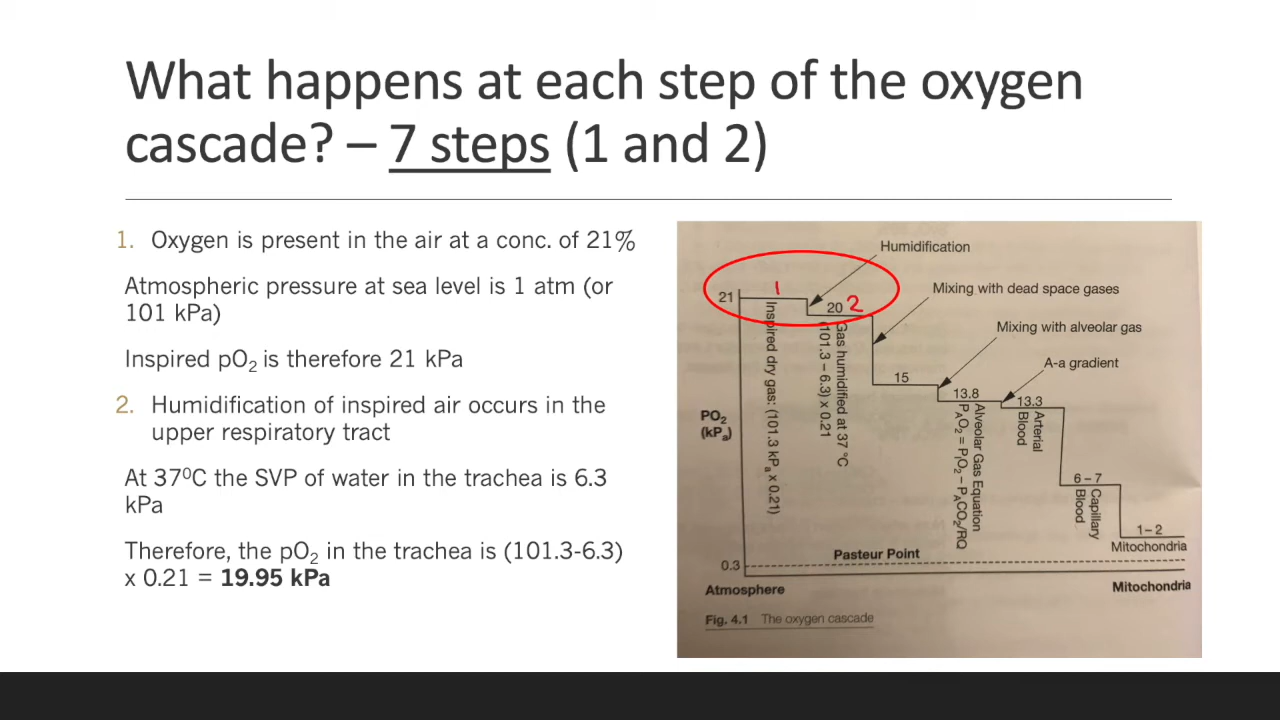 What happens at each step of the oxygen
cascade? – 7 steps (1 and 2)
1. Oxygen is present in the air at a conc. of 21%
Atmospheric pressure at sea level is 1 atm (or
101 kPa)
Inspired pO₂ is therefore 21 kPa
2. Humidification of inspired air occurs in the
upper respiratory tract
At 37⁰C the SVP of water in the trachea is 6.3
kPa
Therefore, the pO₂ in the trachea is (101.3-6.3)
x 0.21 = 19.95 kPa
Humidification
Mixing with dead space gases
Mixing with alveolar gas
A-a gradient
21
1
20
2
15
13.8
13.3
6–7
1–2
Mitochondria
PO₂
(kPₐ)
Inspired dry gas: (101.3 kPₐ x 0.21)
Gas humidified at 37 °C
(101.3 – 6.3) x 0.21
Alveolar Gas Equation
PᴀO₂ = PᵢO₂ – PᴀCO₂/RQ
Arterial
Blood
Capillary
Blood
Pasteur Point
0.3
Atmosphere
Mitochondria
Fig. 4.1 The oxygen cascade